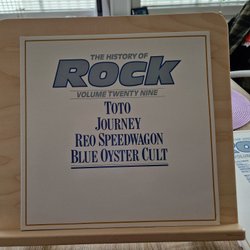 THE HISTORY OF
ROCK
VOLUME TWENTY NINE
TOTO
JOURNEY
REO SPEEDWAGON
BLUE OYSTER CULT